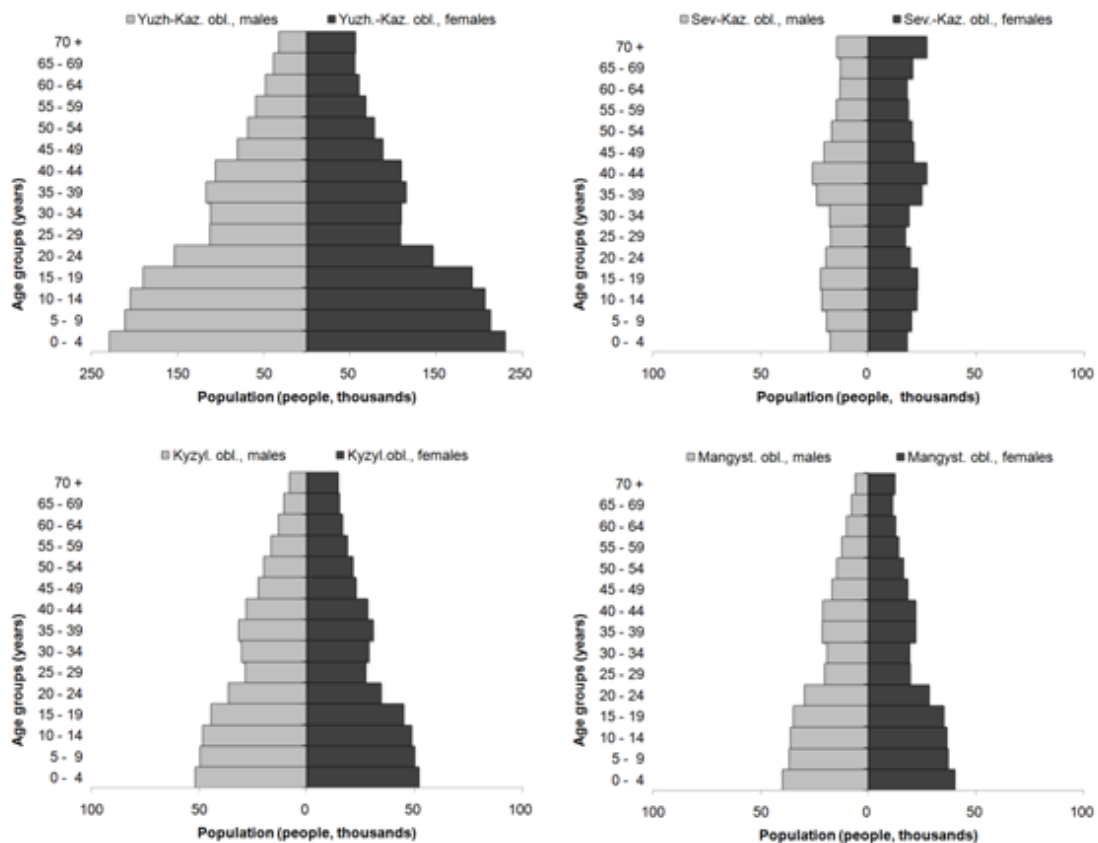 Yuzh-Kaz. obl., males Yuzh.-Kaz. obl., females
Age groups (years)
70 +
65 - 69
60 - 64
55 - 59
50 - 54
45 - 49
40 - 44
35 - 39
30 - 34
25 - 29
20 - 24
15 - 19
10 - 14
5 - 9
0 - 4
250 150 50 50 150 250
Population (people, thousands)
Sev-Kaz. obl., males Sev.-Kaz. obl., females
Age groups (years)
70 +
65 - 69
60 - 64
55 - 59
50 - 54
45 - 49
40 - 44
35 - 39
30 - 34
25 - 29
20 - 24
15 - 19
10 - 14
5 - 9
0 - 4
100 50 0 50 100
Population (people, thousands)
Kyzyl. obl., males Kyzyl.obl., females
Age groups (years)
70 +
65 - 69
60 - 64
55 - 59
50 - 54
45 - 49
40 - 44
35 - 39
30 - 34
25 - 29
20 - 24
15 - 19
10 - 14
5 - 9
0 - 4
100 50 0 50 100
Population (people, thousands)
Mangyst. obl., males Mangyst. obl., females
Age groups (years)
70 +
65 - 69
60 - 64
55 - 59
50 - 54
45 - 49
40 - 44
35 - 39
30 - 34
25 - 29
20 - 24
15 - 19
10 - 14
5 - 9
0 - 4
100 50 0 50 100
Population (people, thousands)